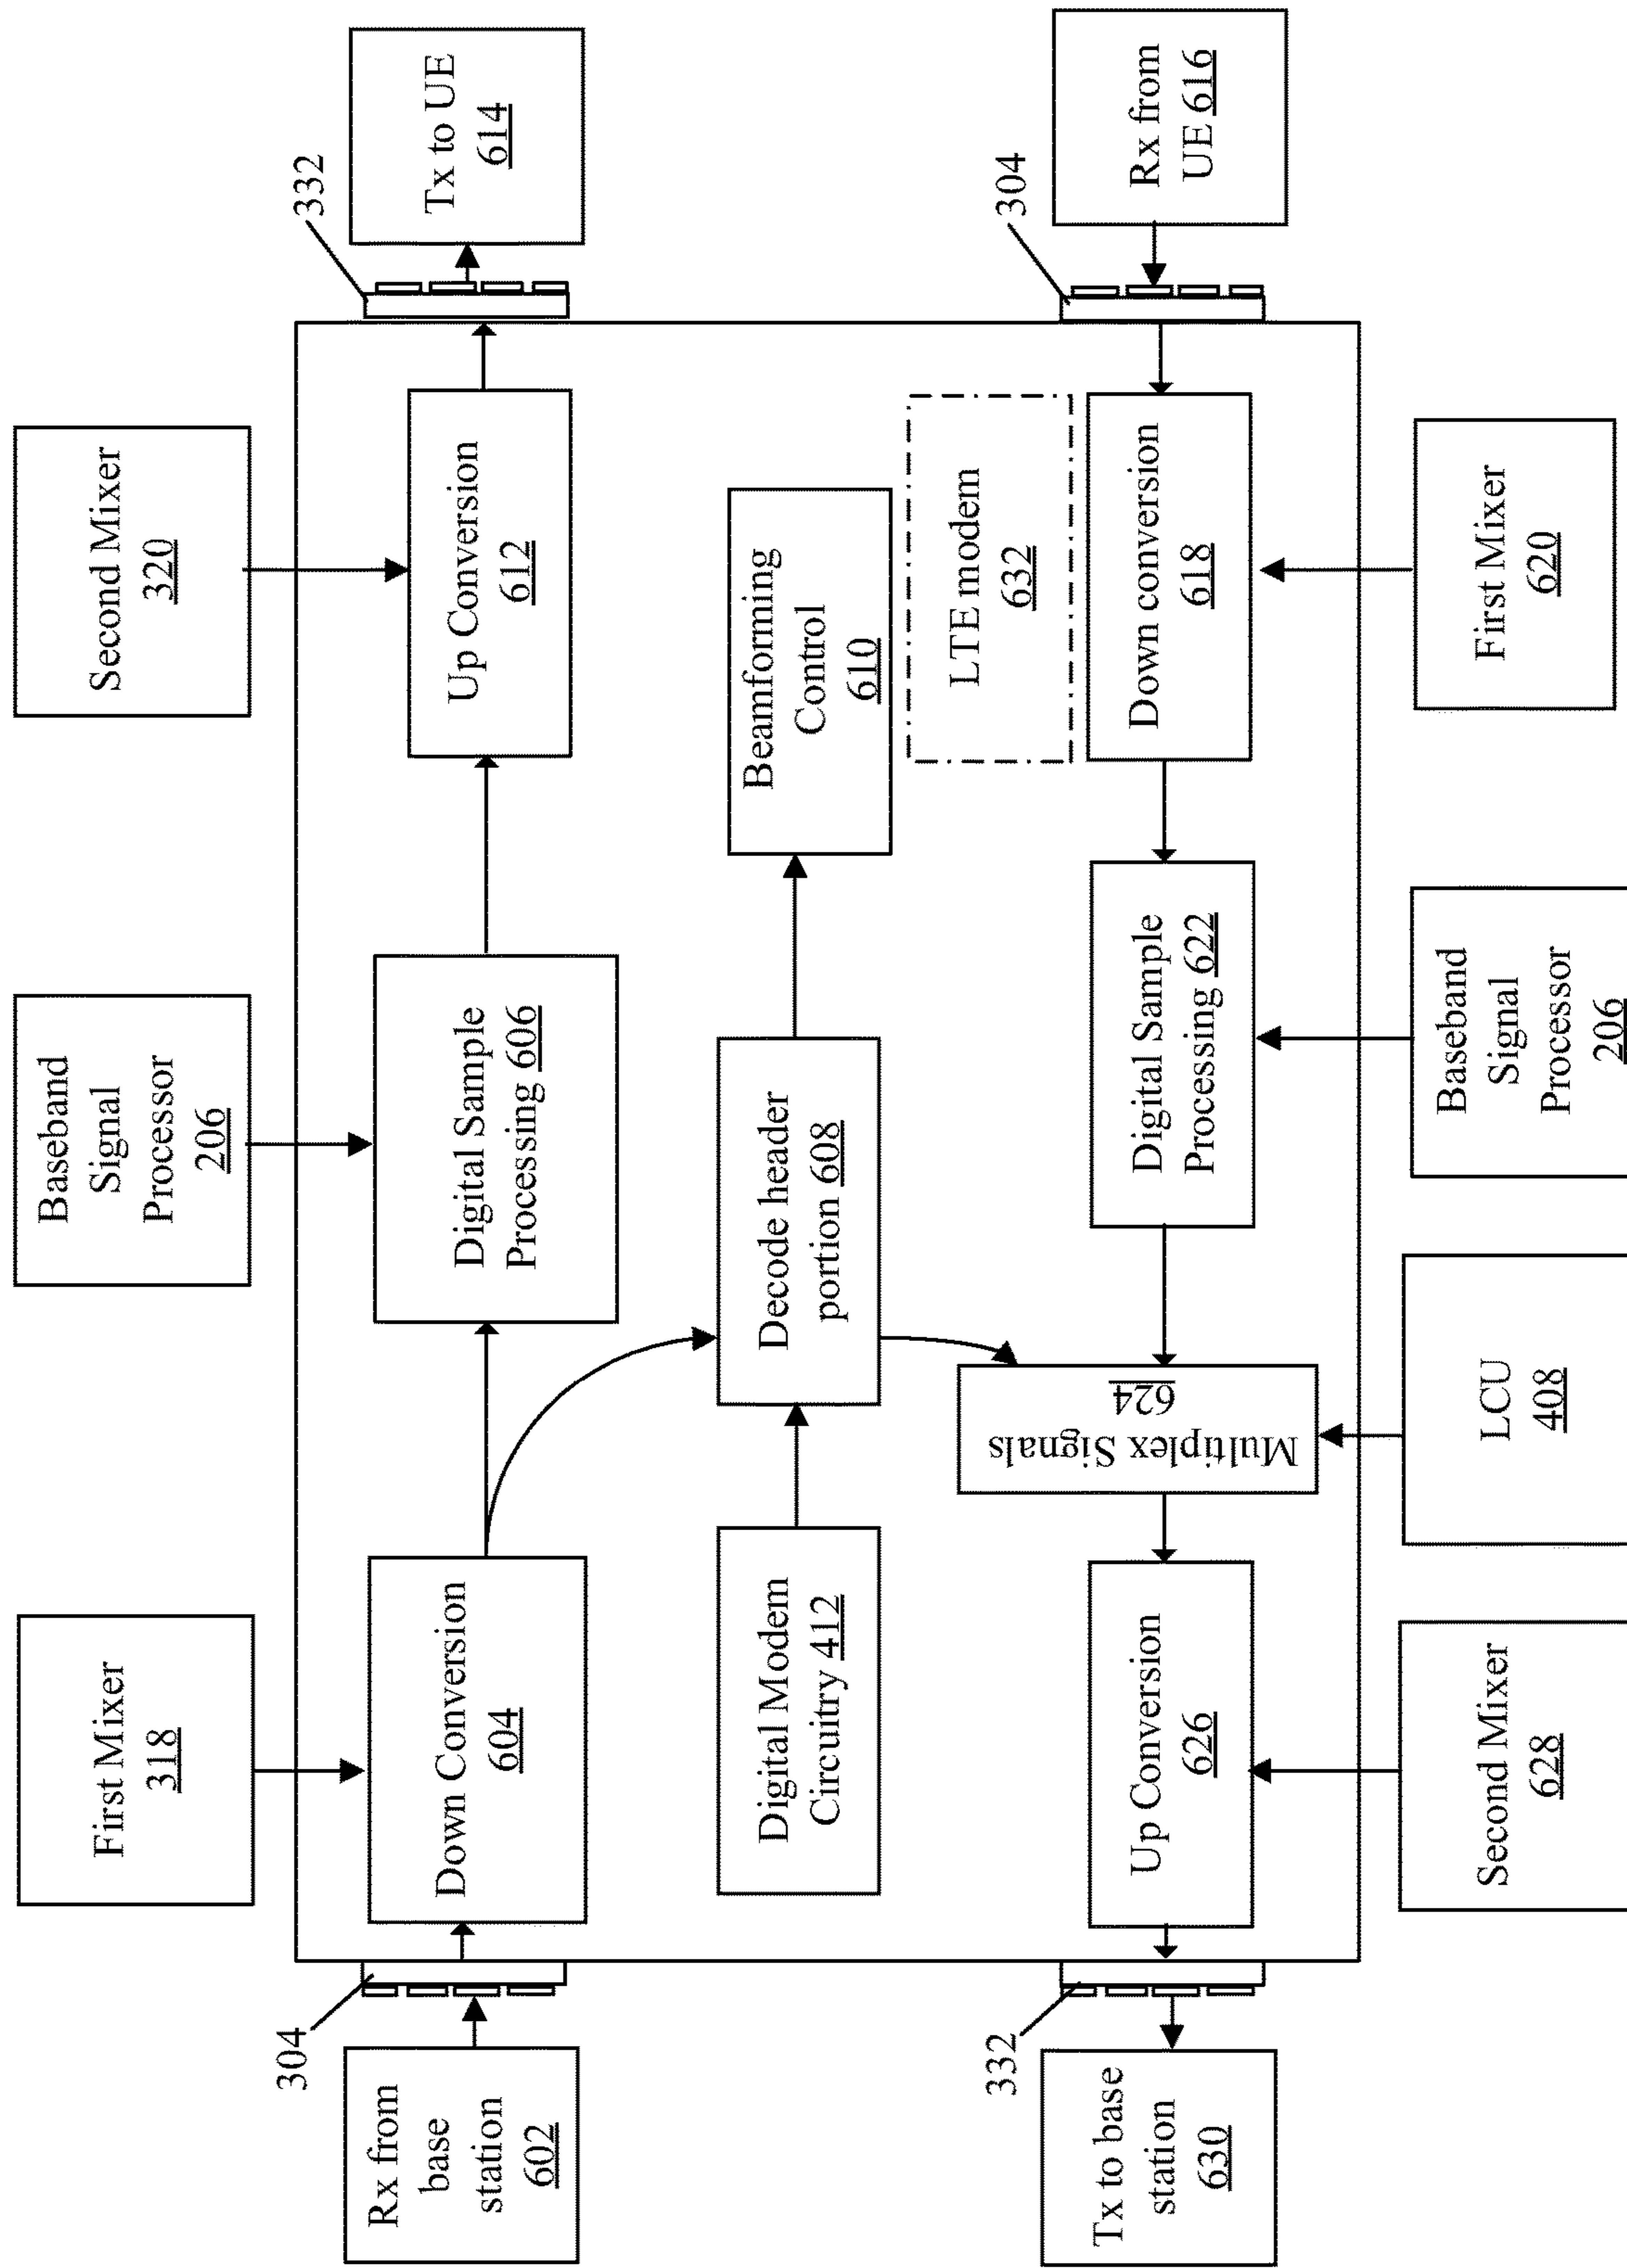 First Mixer
318
Baseband
Signal
Processor
206
Second Mixer
320
304
332
Rx from
base
station
602
Down Conversion
604
Digital Sample
Processing 606
Up Conversion
612
Tx to UE
614
Digital Modem
Circuitry 412
Decode header
portion 608
Beamforming
Control
610
LTE modem
632
332
304
Tx to base
station
630
Up Conversion
626
Multiplex Signals
624
Digital Sample
Processing 622
Down conversion
618
Rx from
UE 616
Second Mixer
628
LCU
408
Baseband
Signal
Processor
206
First Mixer
620